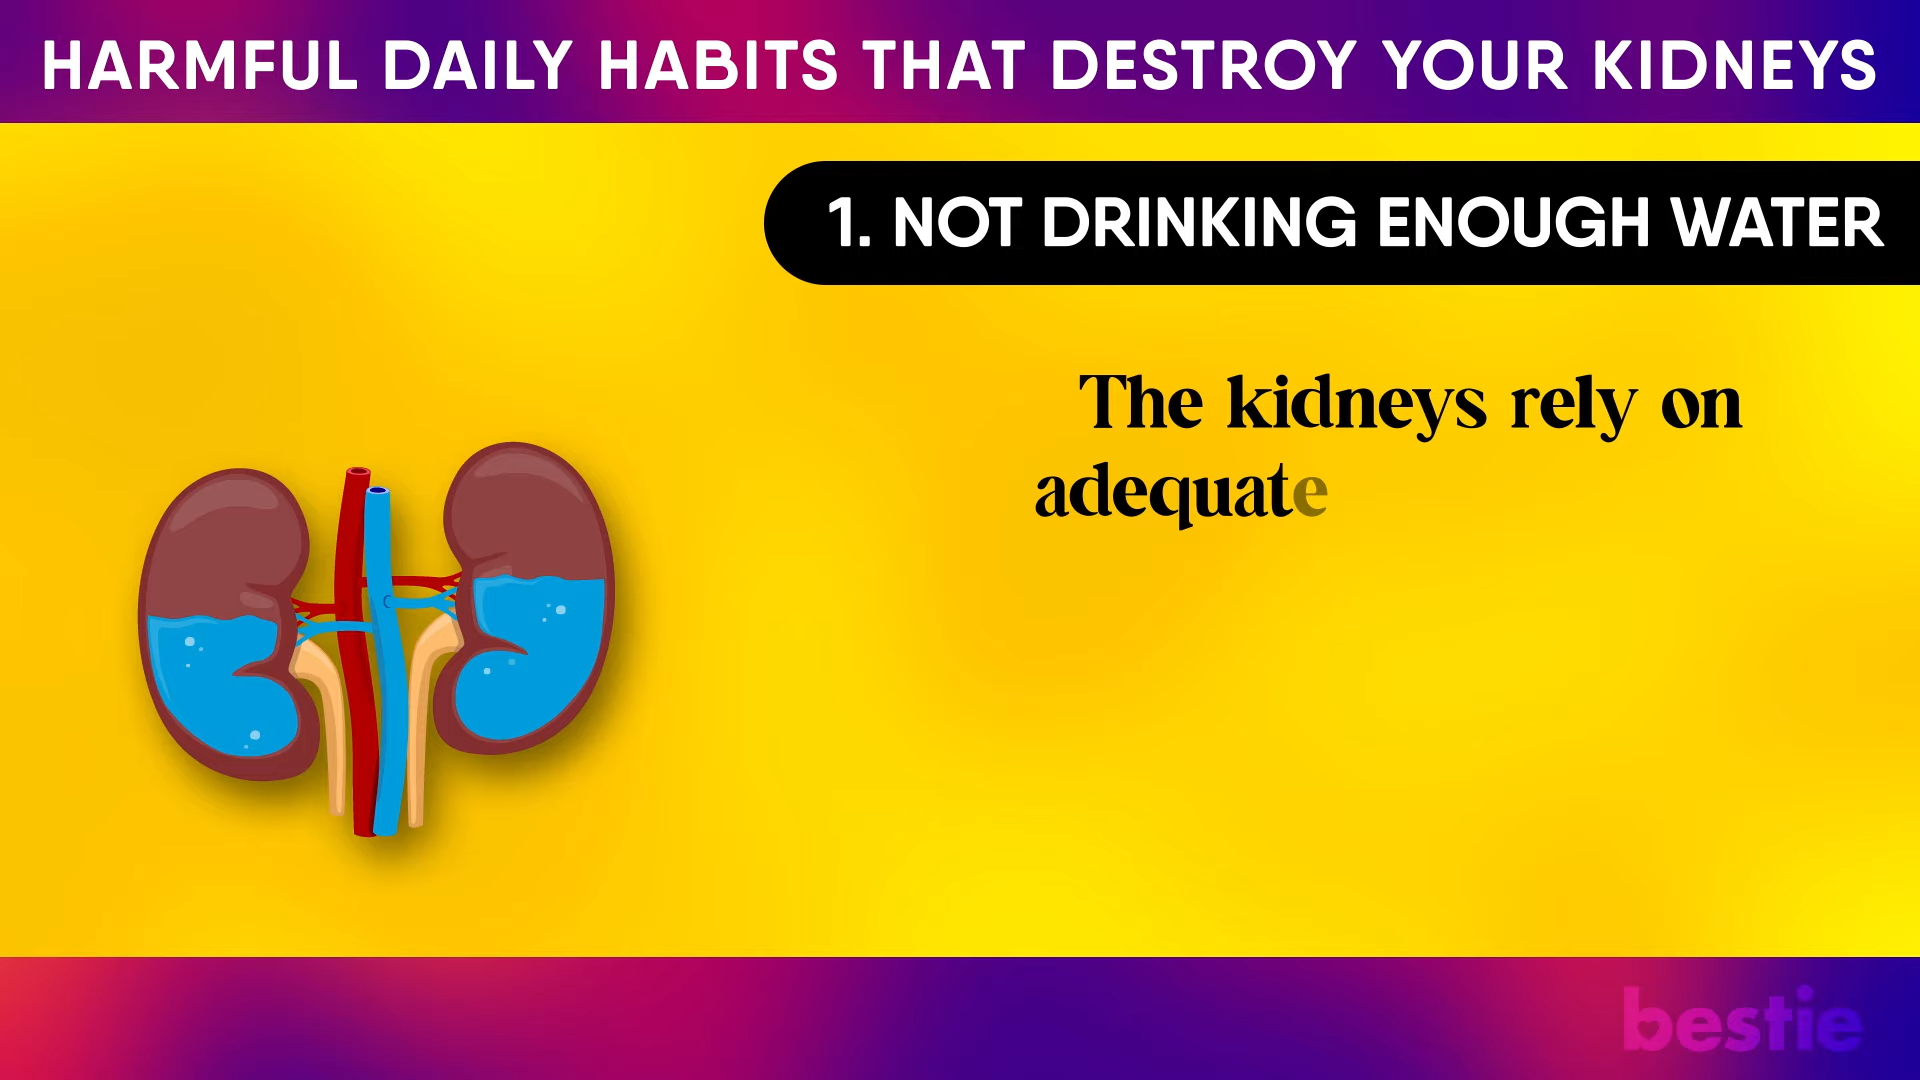 HARMFUL DAILY HABITS THAT DESTROY YOUR KIDNEYS
1. NOT DRINKING ENOUGH WATER
The kidneys rely on
adequate
bestie